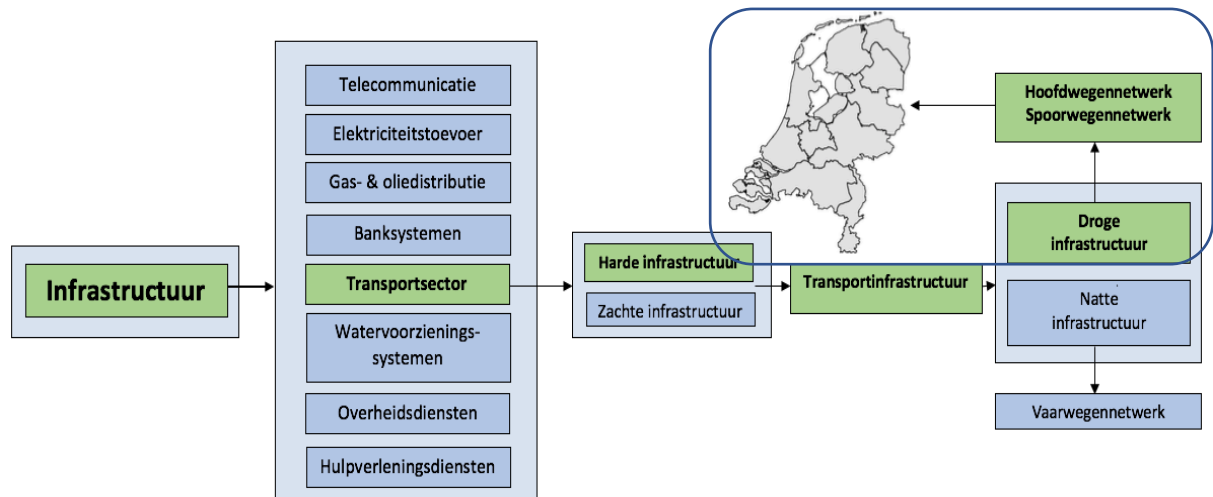 Infrastructuur
Telecommunicatie
Elektriciteitstoevoer
Gas- & oliedistributie
Banksystemen
Transportsector
Watervoorzienings-
systemen
Overheidsdiensten
Hulpverleningsdiensten
Harde infrastructuur
Zachte infrastructuur
Transportinfrastructuur
Hoofdwegennetwerk
Spoorwegennetwerk
Droge
infrastructuur
Natte
infrastructuur
Vaarwegennetwerk